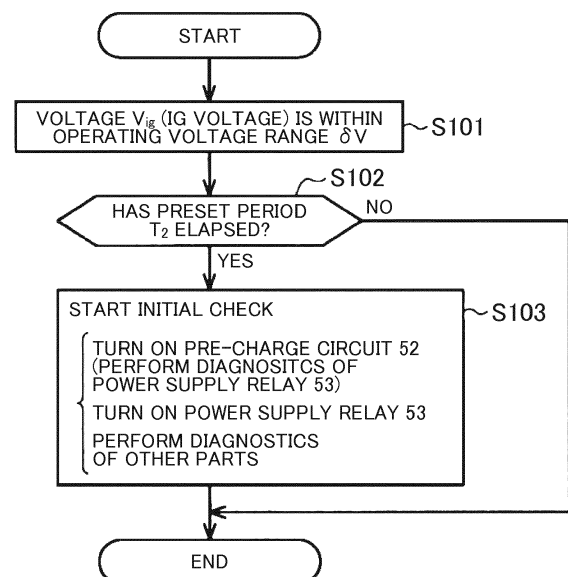 START
VOLTAGE Vig (IG VOLTAGE) IS WITHIN
OPERATING VOLTAGE RANGE δV
S101
S102
HAS PRESET PERIOD
T2 ELAPSED?
NO
YES
START INITIAL CHECK
S103
TURN ON PRE-CHARGE CIRCUIT 52
(PERFORM DIAGNOSITCS OF
POWER SUPPLY RELAY 53)
TURN ON POWER SUPPLY RELAY 53
PERFORM DIAGNOSTICS
OF OTHER PARTS
END